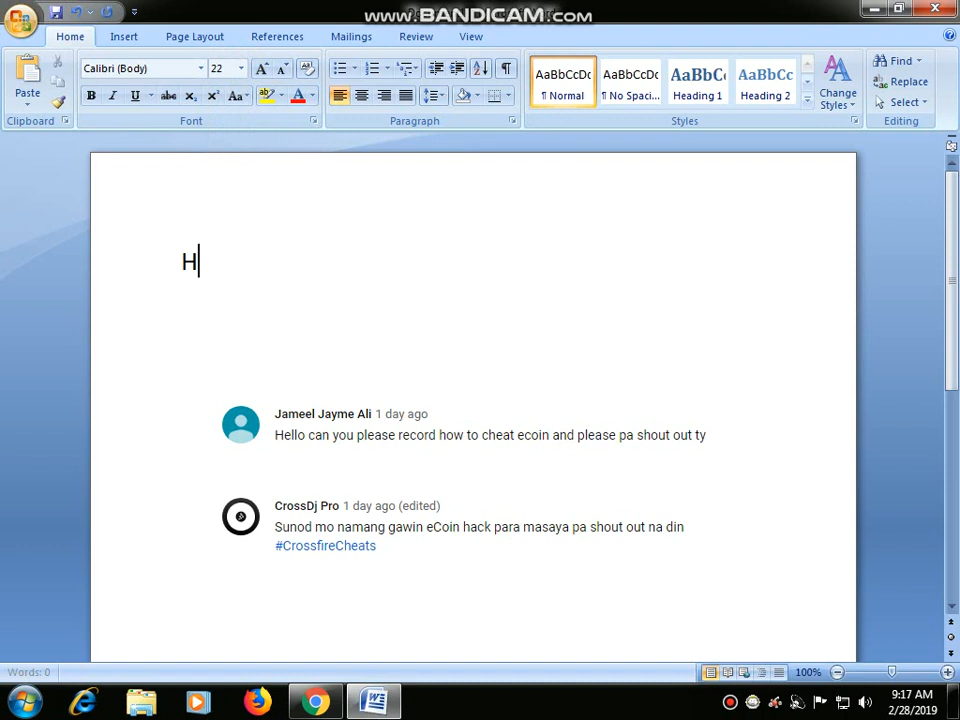 WWW.BANDICAM.COM
Home Insert Page Layout References Mailings Review View
Calibri (Body) 22 Find
AaBbCcDc AaBbCcDc AaBbC AaBbCc
Paste Replace
B I U abc X₂ X² Aa A ¶ Normal ¶ No Spaci... Heading 1 Heading 2 Change Styles Select
Clipboard Font Paragraph Styles Editing
H
Jameel Jayme Ali 1 day ago
Hello can you please record how to cheat ecoin and please pa shout out ty
CrossDj Pro 1 day ago (edited)
Sunod mo namang gawin eCoin hack para masaya pa shout out na din
#CrossfireCheats
Words: 0 100%
9:17 AM
2/28/2019